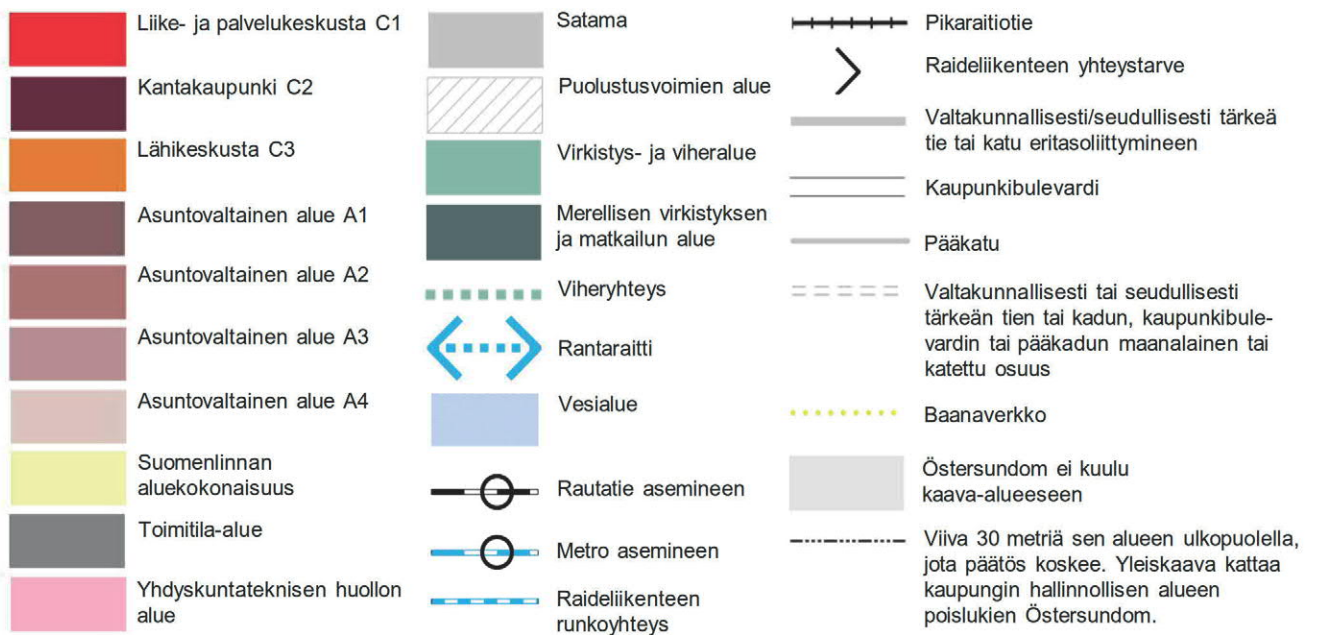 Liike- ja palvelukeskusta C1
Kantakaupunki C2
Lähikeskusta C3
Asuntovaltainen alue A1
Asuntovaltainen alue A2
Asuntovaltainen alue A3
Asuntovaltainen alue A4
Suomenlinnan
aluekokonaisuus
Toimitila-alue
Yhdyskuntateknisen huollon
alue
Satama
Puolustusvoimien alue
Virkistys- ja viheralue
Merellisen virkistyksen
ja matkailun alue
Viheryhteys
Rantaraitti
Vesialue
Rautatie asemineen
Metro asemineen
Raideliikenteen
runkoyhteys
Pikaraitiotie
Raideliikenteen yhteystarve
Valtakunnallisesti/seudullisesti tärkeä
tie tai katu eritasoliittymineen
Kaupunkibulevardi
Pääkatu
Valtakunnallisesti tai seudullisesti
tärkeän tien tai kadun, kaupunkibule-
vardin tai pääkadun maanalainen tai
katettu osuus
Baanaverkko
Östersundom ei kuulu
kaava-alueeseen
Viiva 30 metriä sen alueen ulkopuolella,
jota päätös koskee. Yleiskaava kattaa
kaupungin hallinnollisen alueen
poislukien Östersundom.